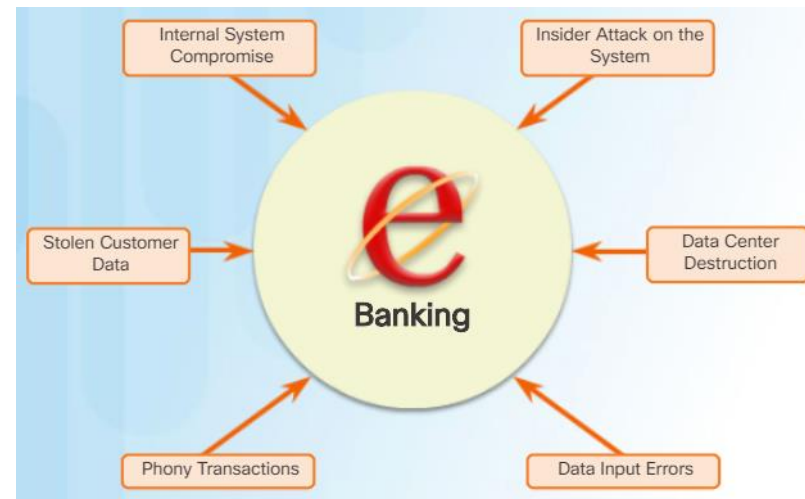 Internal System
Compromise
Insider Attack on the
System
Stolen Customer
Data
e
Banking
Data Center
Destruction
Phony Transactions
Data Input Errors